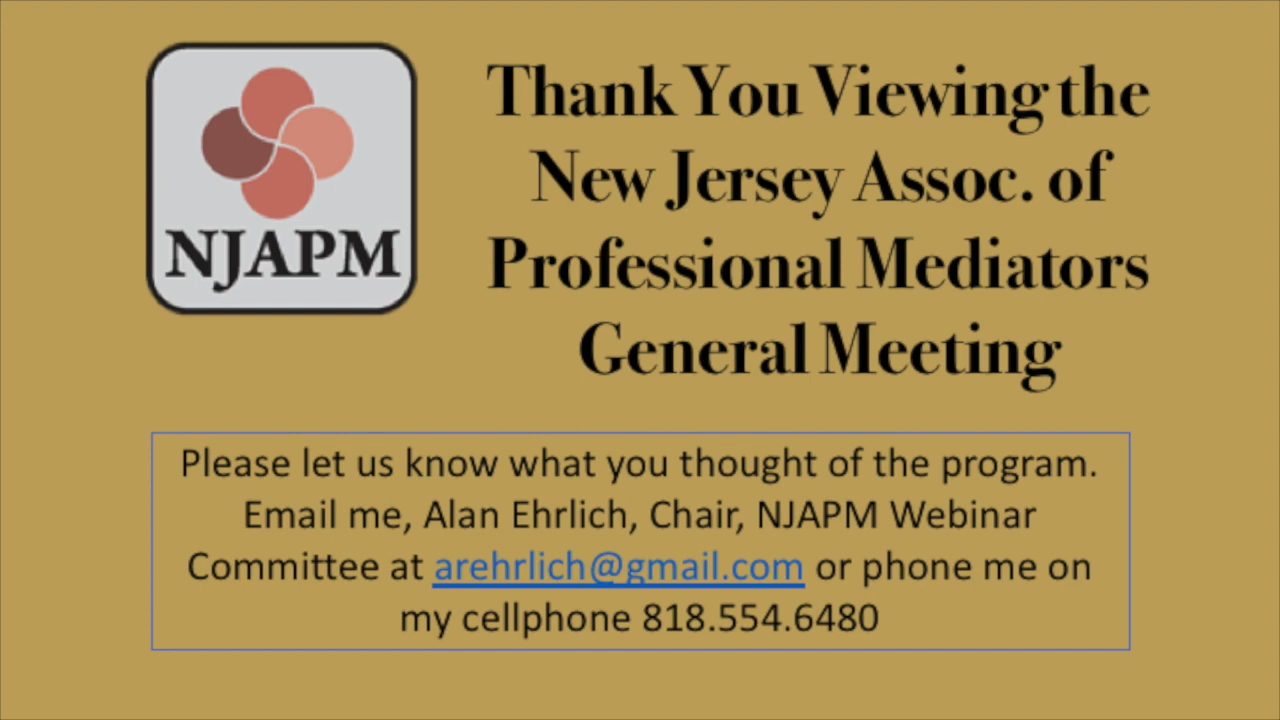 NJAPM
Thank You Viewing the
New Jersey Assoc. of
Professional Mediators
General Meeting
Please let us know what you thought of the program.
Email me, Alan Ehrlich, Chair, NJAPM Webinar
Committee at arehrlich@gmail.com or phone me on
my cellphone 818.554.6480